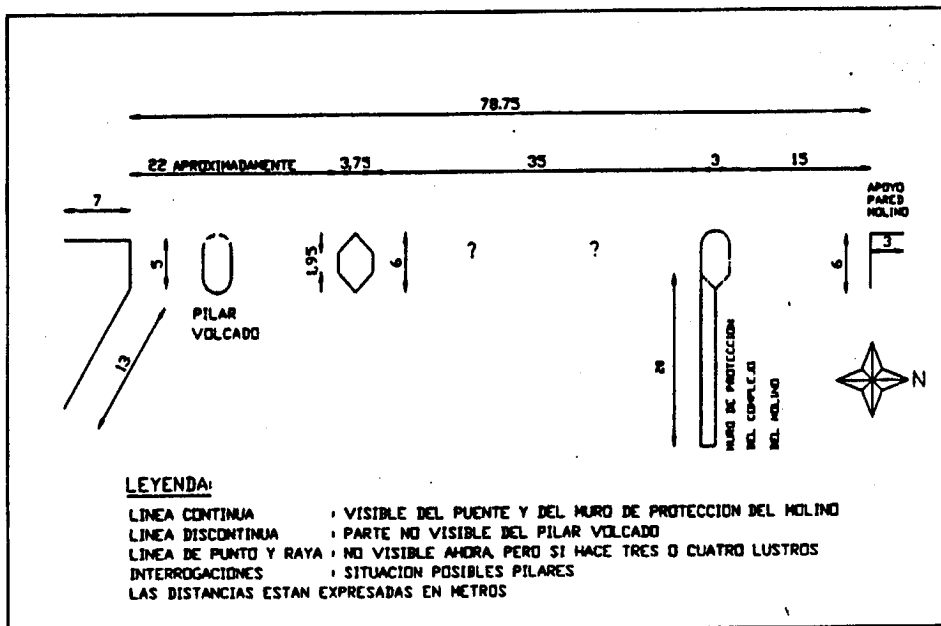 78.75
22 APROXIMADAMENTE
3,75
35
3
15
7
APOYO
PARED
MOLINO
3
5
1,95
6
?
?
6
PILAR
VOLCADO
13
20
MURO DE PROTECCION
DEL COMPLEJO
DEL MOLINO
N
LEYENDA:
LINEA CONTINUA : VISIBLE DEL PUENTE Y DEL MURO DE PROTECCION DEL MOLINO
LINEA DISCONTINUA : PARTE NO VISIBLE DEL PILAR VOLCADO
LINEA DE PUNTO Y RAYA : NO VISIBLE AHORA PERO SI HACE TRES O CUATRO LUSTROS
INTERROGACIONES : SITUACION POSIBLES PILARES
LAS DISTANCIAS ESTAN EXPRESADAS EN METROS